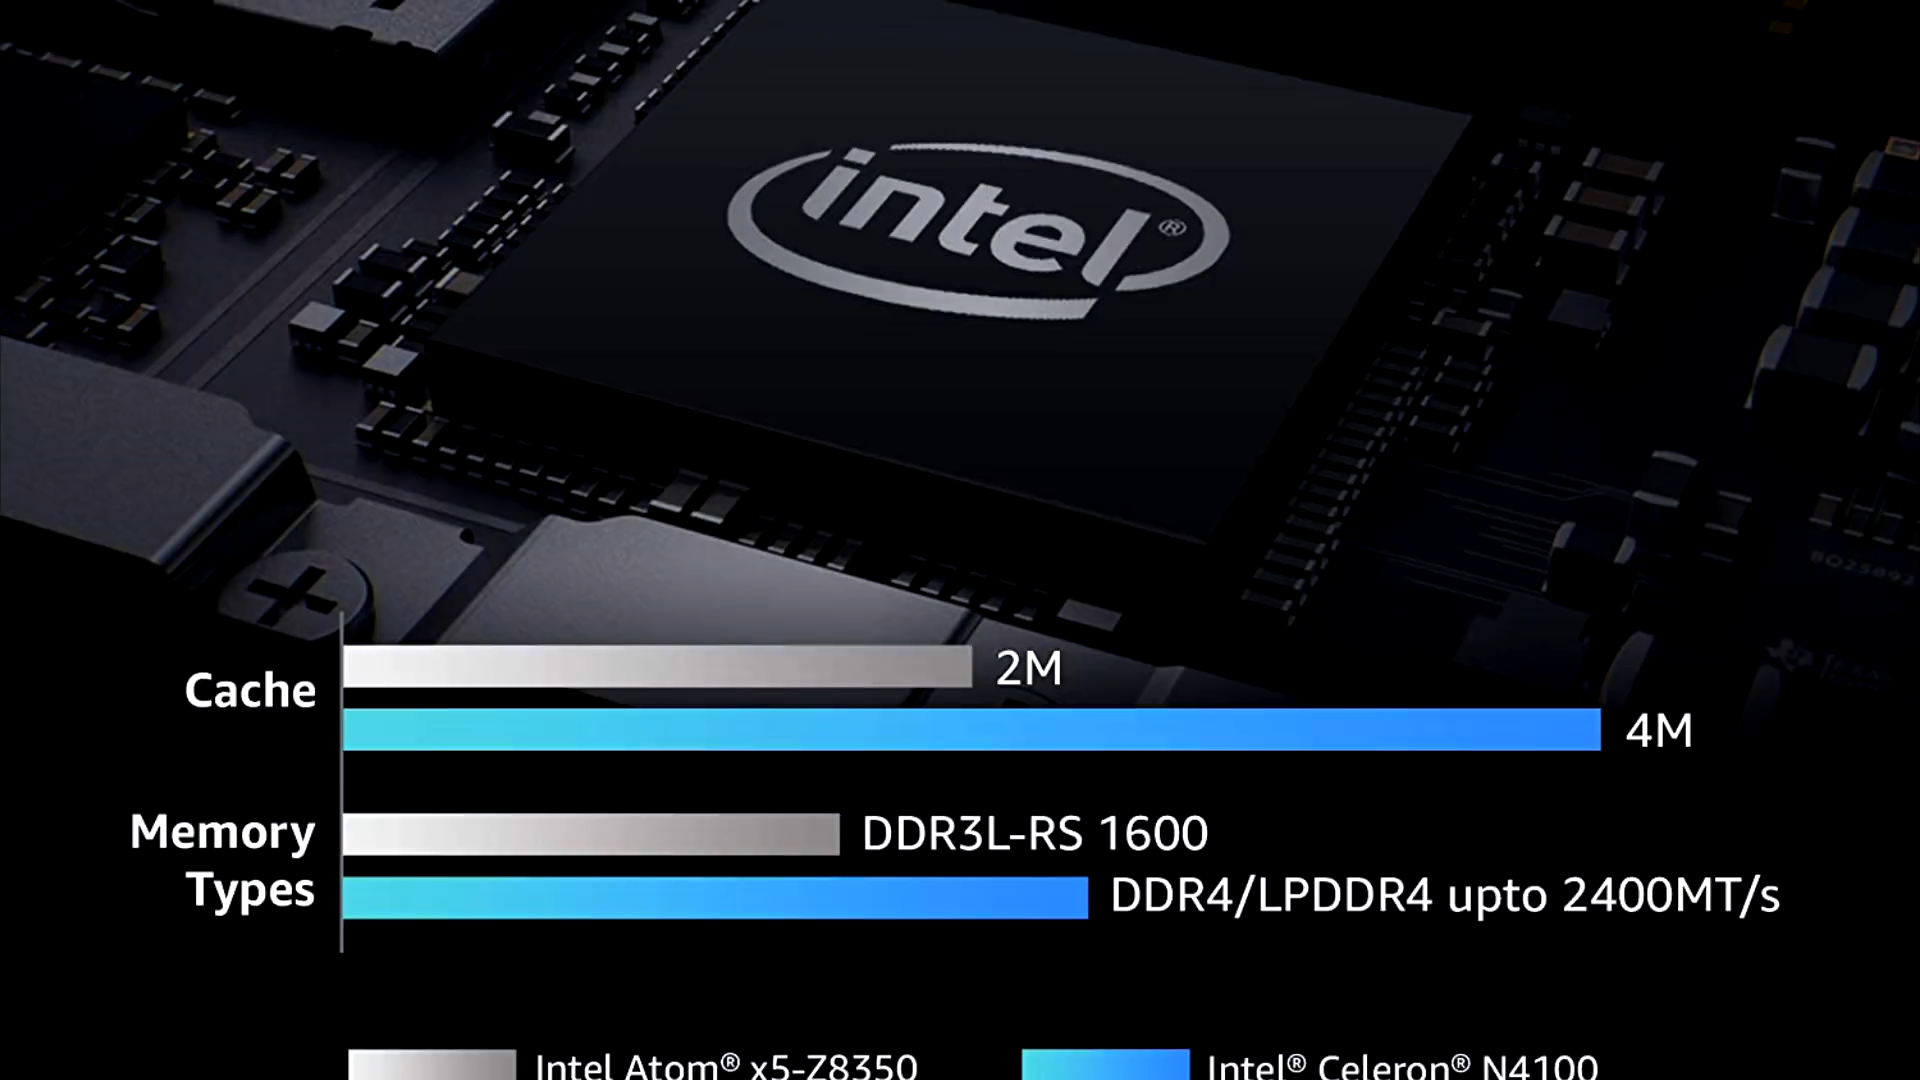 intel®
8Q25892
Cache
2M
4M
Memory
Types
DDR3L-RS 1600
DDR4/LPDDR4 upto 2400MT/s
Intel Atom® x5-Z8350
Intel® Celeron® N4100